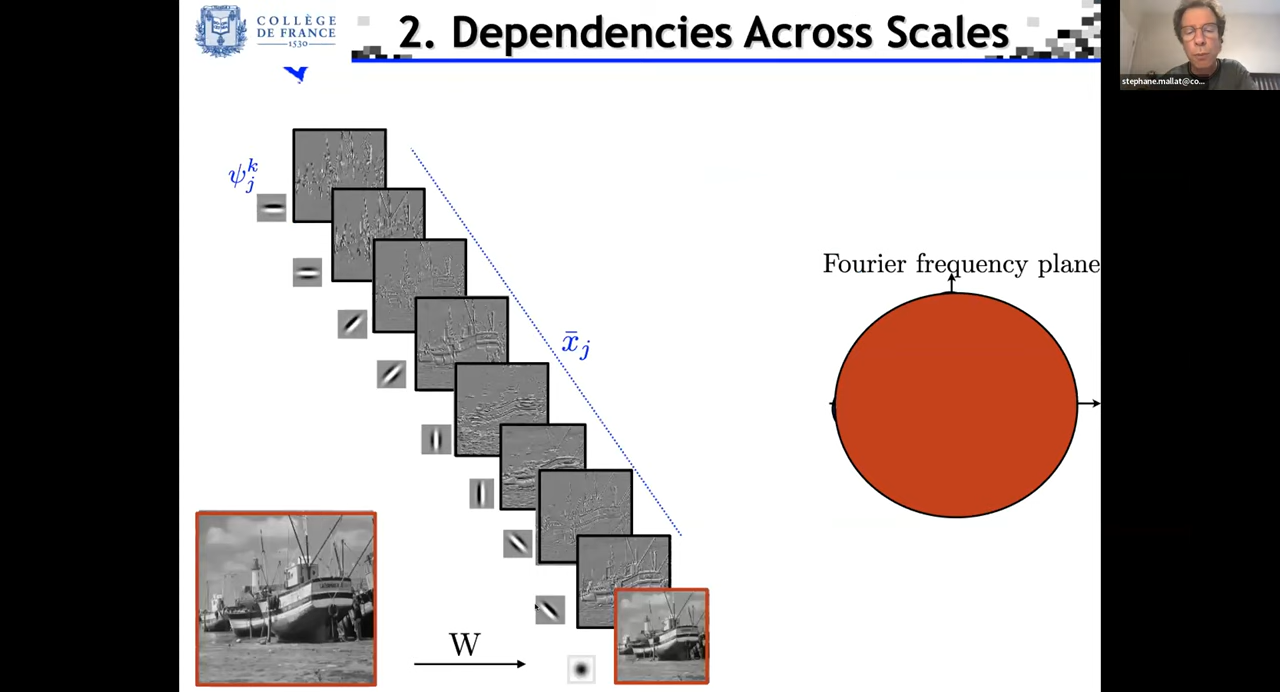 COLLÈGE
DE FRANCE
1530
2. Dependencies Across Scales
stephane.mallat@co...
ψ_j^k
Fourier frequency plane
x̄_j
W